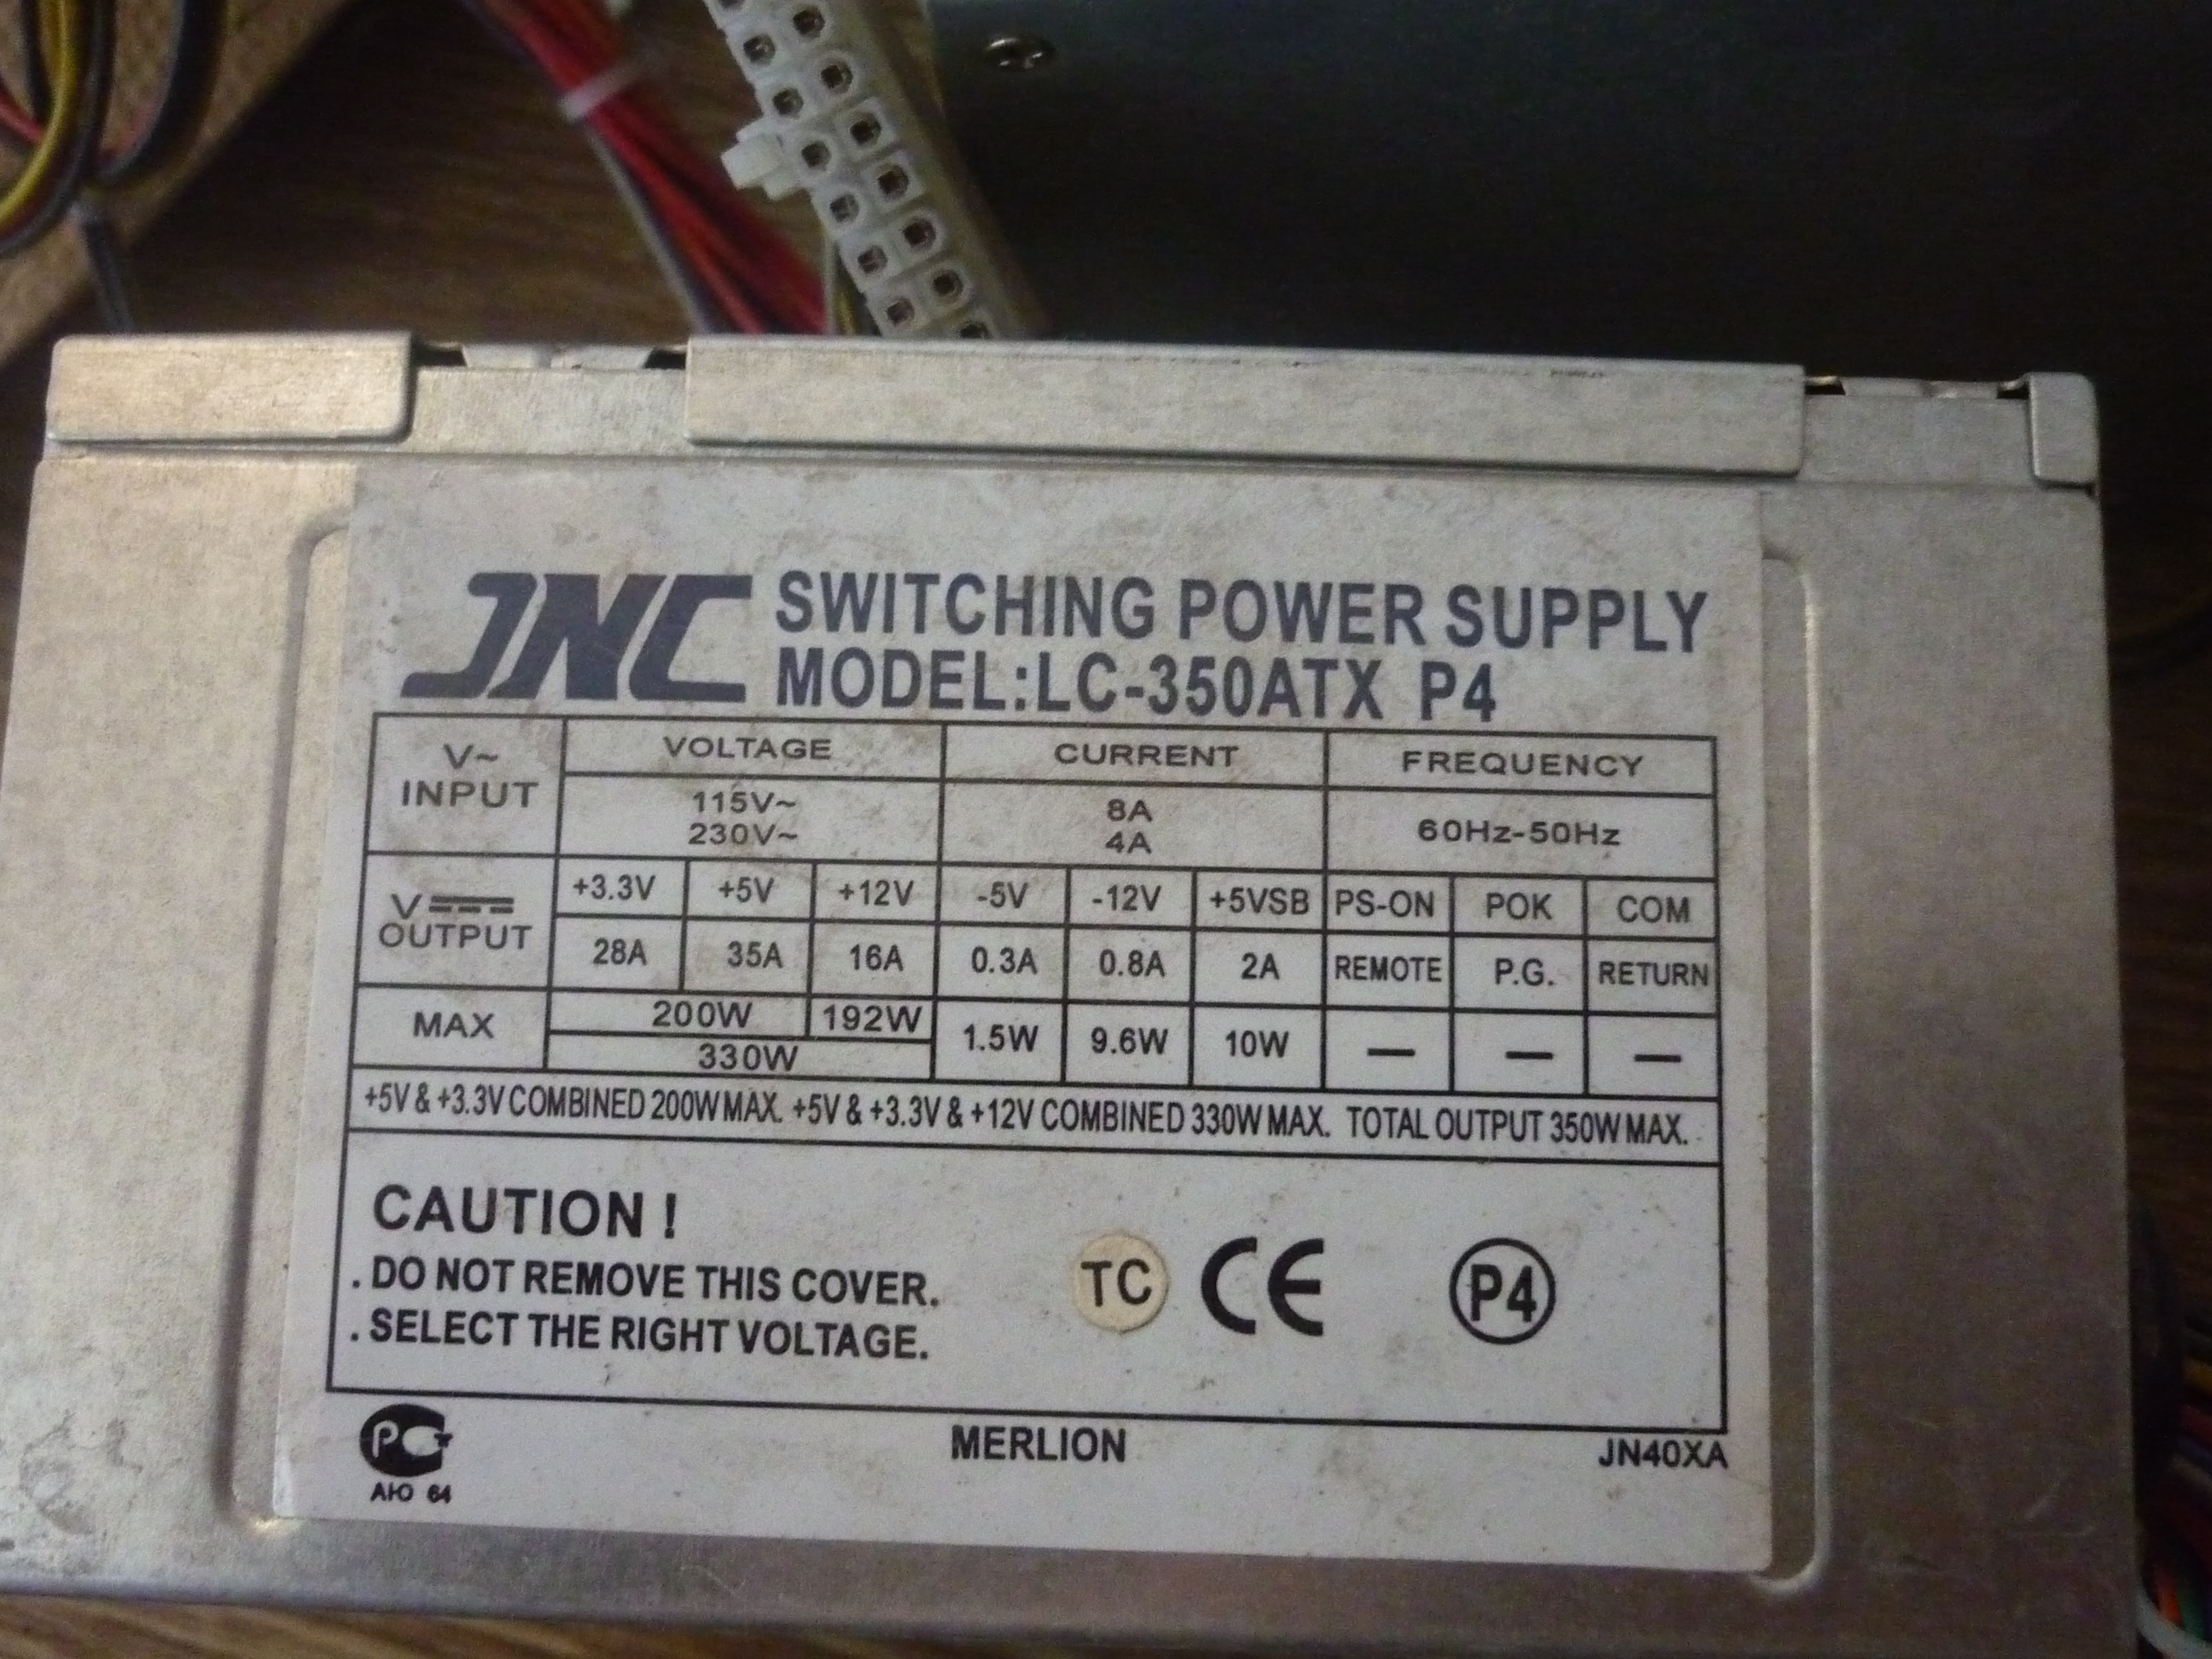 JNC SWITCHING POWER SUPPLY
MODEL:LC-350ATX P4
V~ INPUT
VOLTAGE CURRENT FREQUENCY
115V~ 8A 60Hz-50Hz
230V~ 4A
V OUTPUT
+3.3V +5V +12V -5V -12V +5VSB PS-ON POK COM
28A 35A 16A 0.3A 0.8A 2A REMOTE P.G. RETURN
MAX 200W 192W 1.5W 9.6W 10W — — —
330W
+5V & +3.3V COMBINED 200W MAX. +5V & +3.3V & +12V COMBINED 330W MAX. TOTAL OUTPUT 350W MAX.
CAUTION !
. DO NOT REMOVE THIS COVER.
. SELECT THE RIGHT VOLTAGE.
TC CE P4
PC
АЮ 64
MERLION
JN40XA